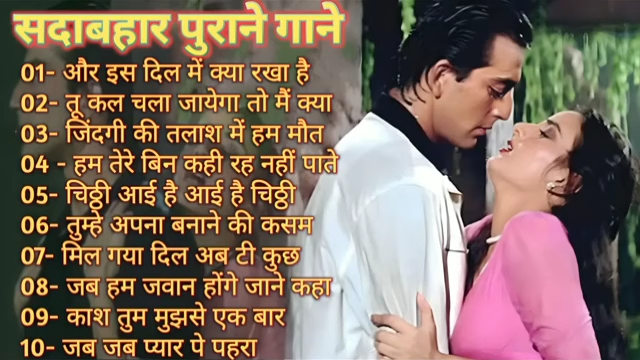 सदाबहार पुराने गाने
01- और इस दिल में क्या रखा है
02- तू कल चला जायेगा तो मैं क्या
03- जिंदगी की तलाश में हम मौत
04 - हम तेरे बिन कही रह नहीं पाते
05- चिठ्ठी आई है आई है चिठ्ठी
06- तुम्हे अपना बनाने की कसम
07- मिल गया दिल अब टी कुछ
08- जब हम जवान होंगे जाने कहा
09- काश तुम मुझसे एक बार
10- जब जब प्यार पे पहरा